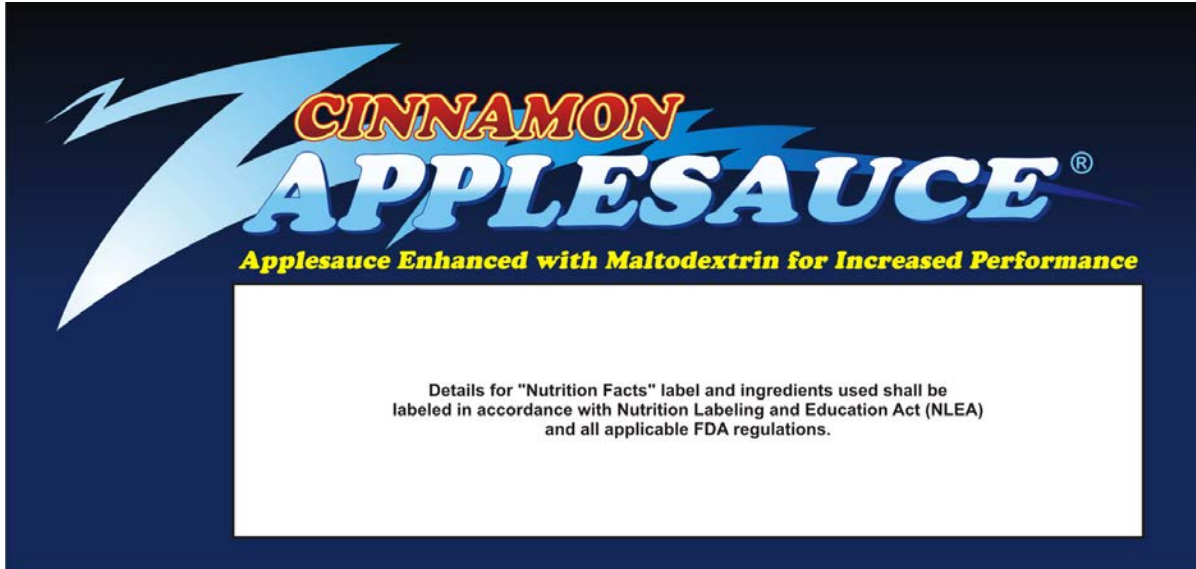 CINNAMON
APPLESAUCE®
Applesauce Enhanced with Maltodextrin for Increased Performance
Details for "Nutrition Facts" label and ingredients used shall be
labeled in accordance with Nutrition Labeling and Education Act (NLEA)
and all applicable FDA regulations.